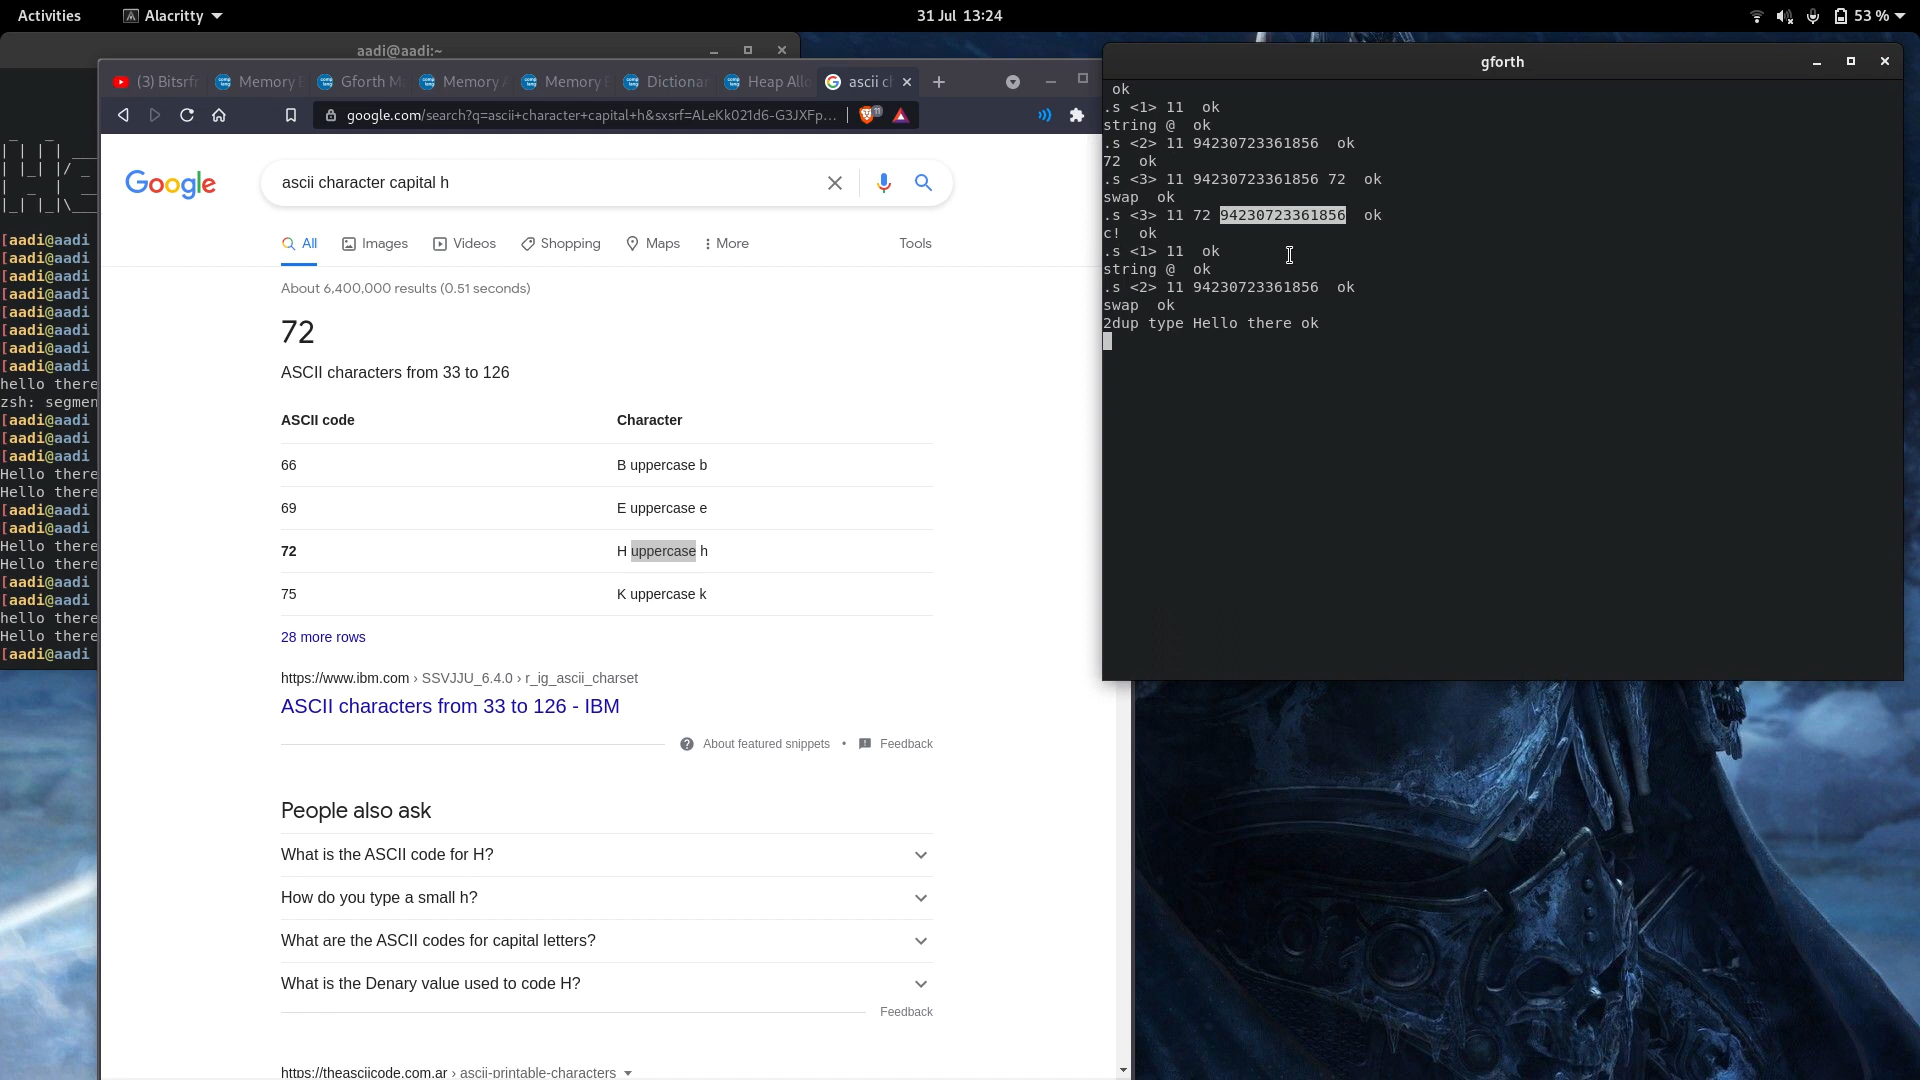 Activities
Alacritty
31 Jul 13:24
53 %
aadi@aadi:~
[aadi@aadi
[aadi@aadi
[aadi@aadi
[aadi@aadi
[aadi@aadi
[aadi@aadi
[aadi@aadi
[aadi@aadi
hello there
zsh: segmen
[aadi@aadi
[aadi@aadi
[aadi@aadi
Hello there
Hello there
[aadi@aadi
[aadi@aadi
Hello there
Hello there
[aadi@aadi
[aadi@aadi
hello there
Hello there
[aadi@aadi
(3) Bitsrf
Memory
Gforth M
Memory
Memory
Dictionar
Heap Allo
ascii c
google.com/search?q=ascii+character+capital+h&sxsrf=ALeKk021d6-G3JXFp...
Google
ascii character capital h
All
Images
Videos
Shopping
Maps
More
Tools
About 6,400,000 results (0.51 seconds)
72
ASCII characters from 33 to 126
ASCII code Character
66 B uppercase b
69 E uppercase e
72 H uppercase h
75 K uppercase k
28 more rows
https://www.ibm.com › SSVJJU_6.4.0 › r_ig_ascii_charset
ASCII characters from 33 to 126 - IBM
About featured snippets • Feedback
People also ask
What is the ASCII code for H?
How do you type a small h?
What are the ASCII codes for capital letters?
What is the Denary value used to code H?
Feedback
https://theasciicode.com.ar › ascii-printable-characters
gforth
ok
.s <1> 11  ok
string @  ok
.s <2> 11 94230723361856  ok
72  ok
.s <3> 11 94230723361856 72  ok
swap  ok
.s <3> 11 72 94230723361856  ok
c!  ok
.s <1> 11  ok
string @  ok
.s <2> 11 94230723361856  ok
swap  ok
2dup type Hello there ok